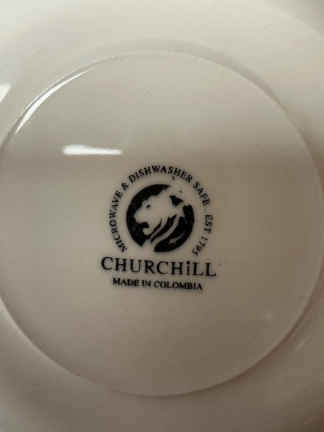 MICROWAVE & DISHWASHER SAFE EST 1795
CHURCHiLL
MADE IN COLOMBIA